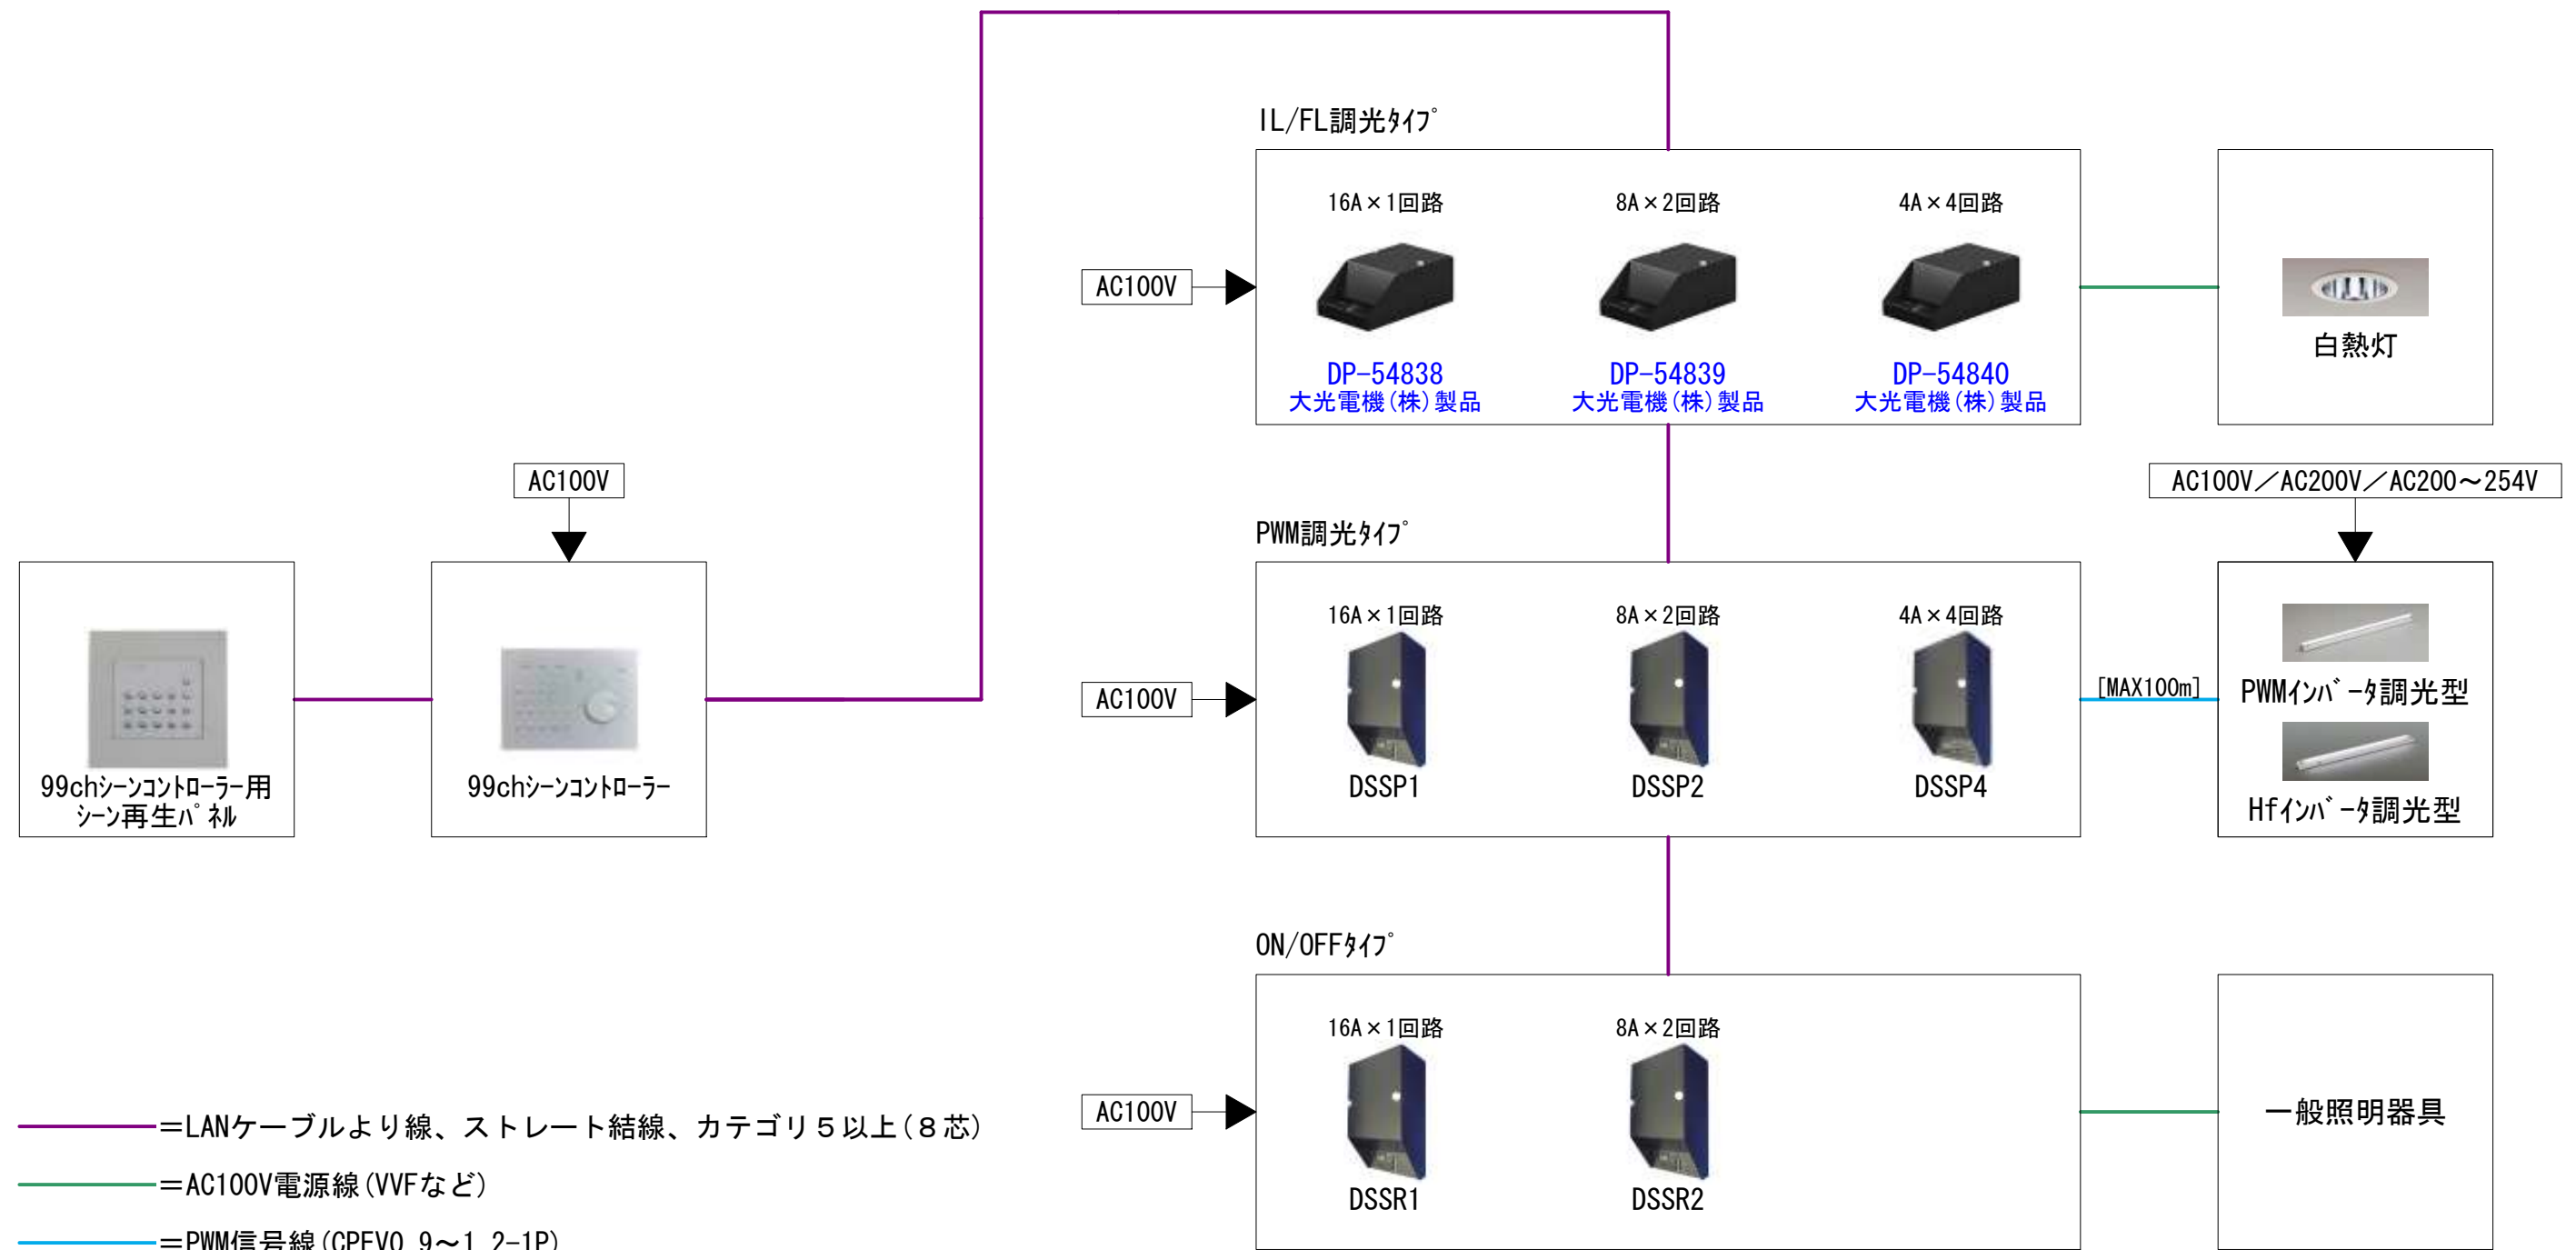 IL/FL調光ﾀｲﾌﾟ
16A×1回路
8A×2回路
4A×4回路
AC100V
DP-54838
大光電機(株)製品
DP-54839
大光電機(株)製品
DP-54840
大光電機(株)製品
白熱灯
AC100V
AC100V／AC200V／AC200～254V
PWM調光ﾀｲﾌﾟ
16A×1回路
8A×2回路
4A×4回路
AC100V
[MAX100m]
PWMｲﾝﾊﾞｰﾀ調光型
Hfｲﾝﾊﾞｰﾀ調光型
99chｼｰﾝｺﾝﾄﾛｰﾗｰ用
ｼｰﾝ再生ﾊﾟﾈﾙ
99chｼｰﾝｺﾝﾄﾛｰﾗｰ
DSSP1
DSSP2
DSSP4
ON/OFFﾀｲﾌﾟ
16A×1回路
8A×2回路
AC100V
一般照明器具
DSSR1
DSSR2
=LANケーブルより線、ストレート結線、カテゴリ５以上(８芯)
=AC100V電源線(VVFなど)
=PWM信号線(CPEV0.9～1.2-1P)